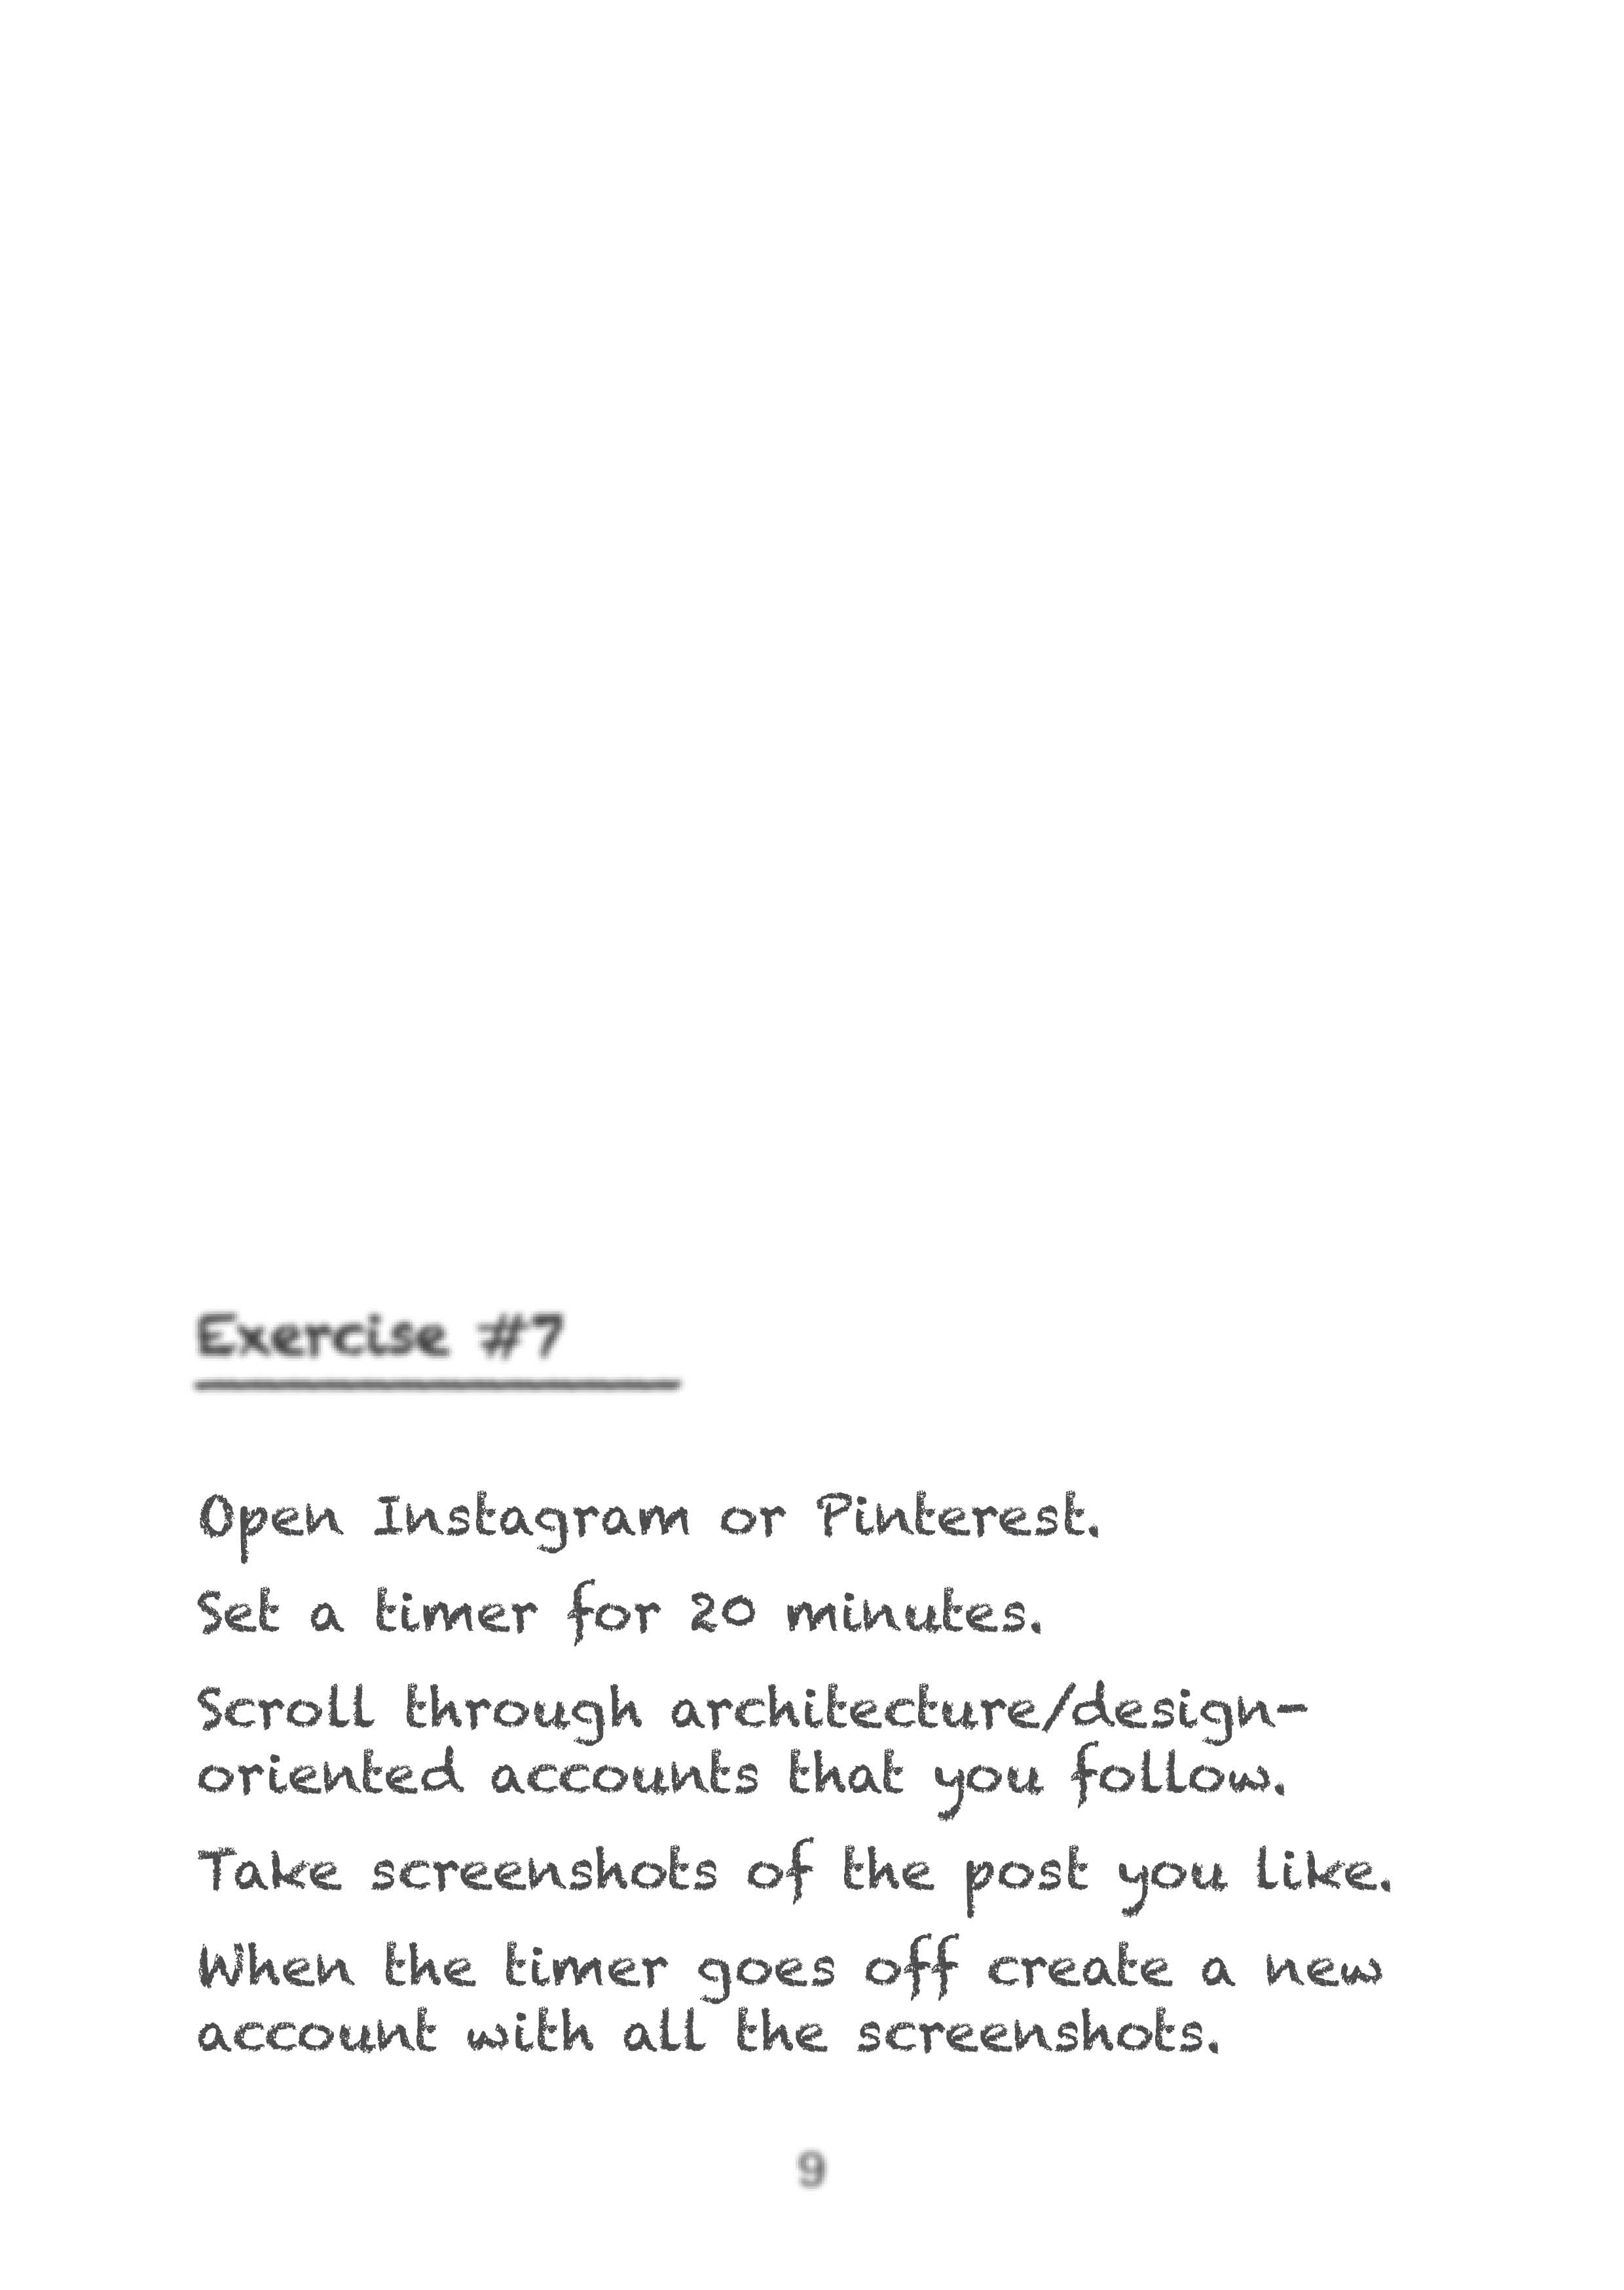 Exercise #7
Open Instagram or Pinterest.
Set a timer for 20 minutes.
Scroll through architecture/design-
oriented accounts that you follow.
Take screenshots of the post you like.
When the timer goes off create a new
account with all the screenshots.
9